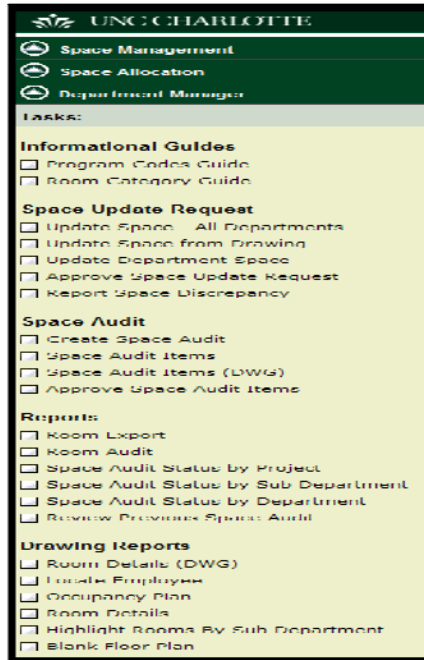 UNC CHARLOTTE
Space Management
Space Allocation
Department Manager
Tasks:
Informational Guides
Program Codes Guide
Room Category Guide
Space Update Request
Update Space - All Departments
Update Space from Drawing
Update Department Space
Approve Space Update Request
Report Space Discrepancy
Space Audit
Create Space Audit
Space Audit Items
Space Audit Items (DWG)
Approve Space Audit Items
Reports
Room Export
Room Audit
Space Audit Status by Project
Space Audit Status by Sub Department
Space Audit Status by Department
Review Previous Space Audit
Drawing Reports
Room Details (DWG)
Locate Employee
Occupancy Plan
Room Details
Highlight Rooms By Sub Department
Blank Floor Plan